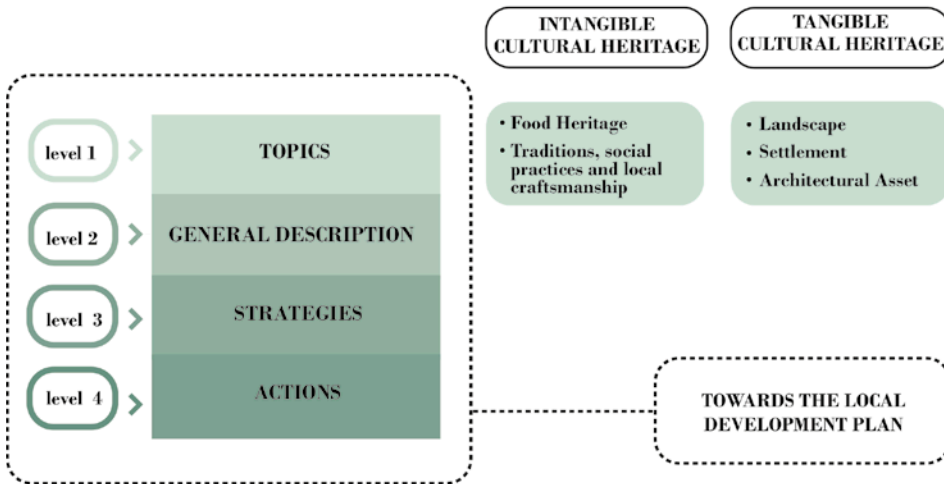 INTANGIBLE
CULTURAL HERITAGE
TANGIBLE
CULTURAL HERITAGE
level 1
TOPICS
• Food Heritage
• Traditions, social
practices and local
craftsmanship
• Landscape
• Settlement
• Architectural Asset
level 2
GENERAL DESCRIPTION
level 3
STRATEGIES
level 4
ACTIONS
TOWARDS THE LOCAL
DEVELOPMENT PLAN